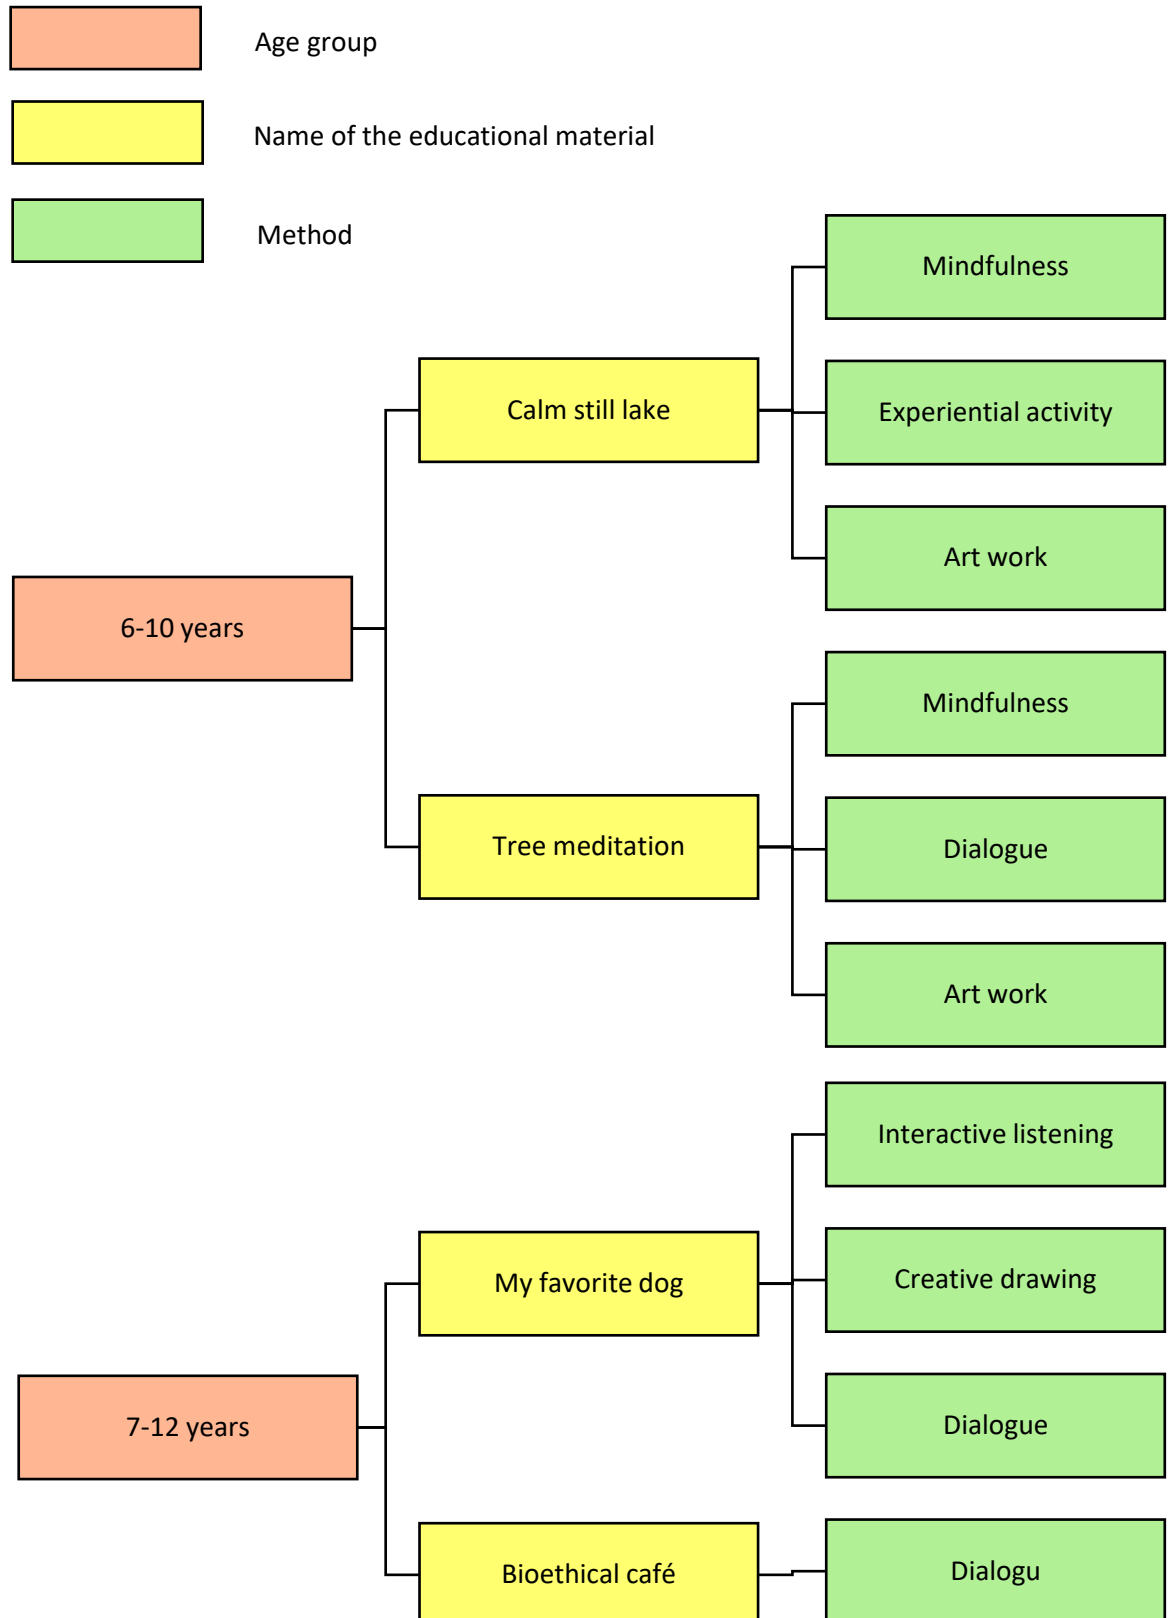 Age group
Name of the educational material
Method
Mindfulness
Calm still lake
Experiential activity
Art work
6-10 years
Mindfulness
Tree meditation
Dialogue
Art work
Interactive listening
My favorite dog
Creative drawing
7-12 years
Dialogue
Bioethical café
Dialogu